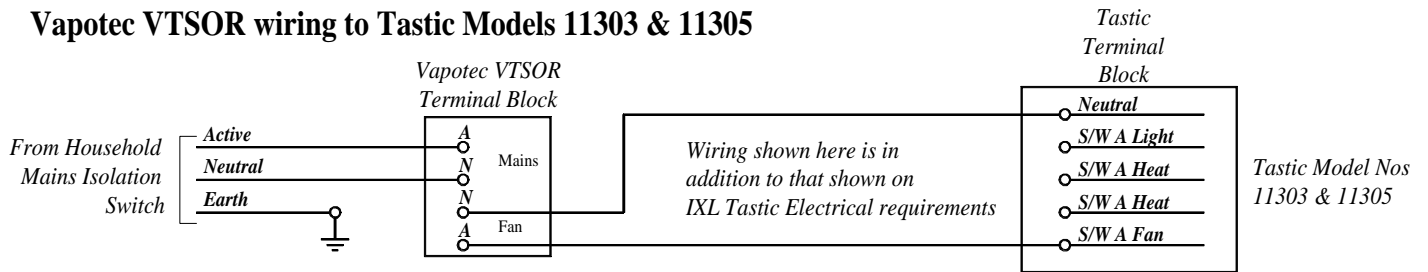 Vapotec VTSOR wiring to Tastic Models 11303 & 11305
From Household
Mains Isolation
Switch
Active
Neutral
Earth
Vapotec VTSOR
Terminal Block
A
N
Mains
N
A
Fan
Wiring shown here is in
addition to that shown on
IXL Tastic Electrical requirements
Tastic
Terminal
Block
Neutral
S/W A Light
S/W A Heat
S/W A Heat
S/W A Fan
Tastic Model Nos
11303 & 11305